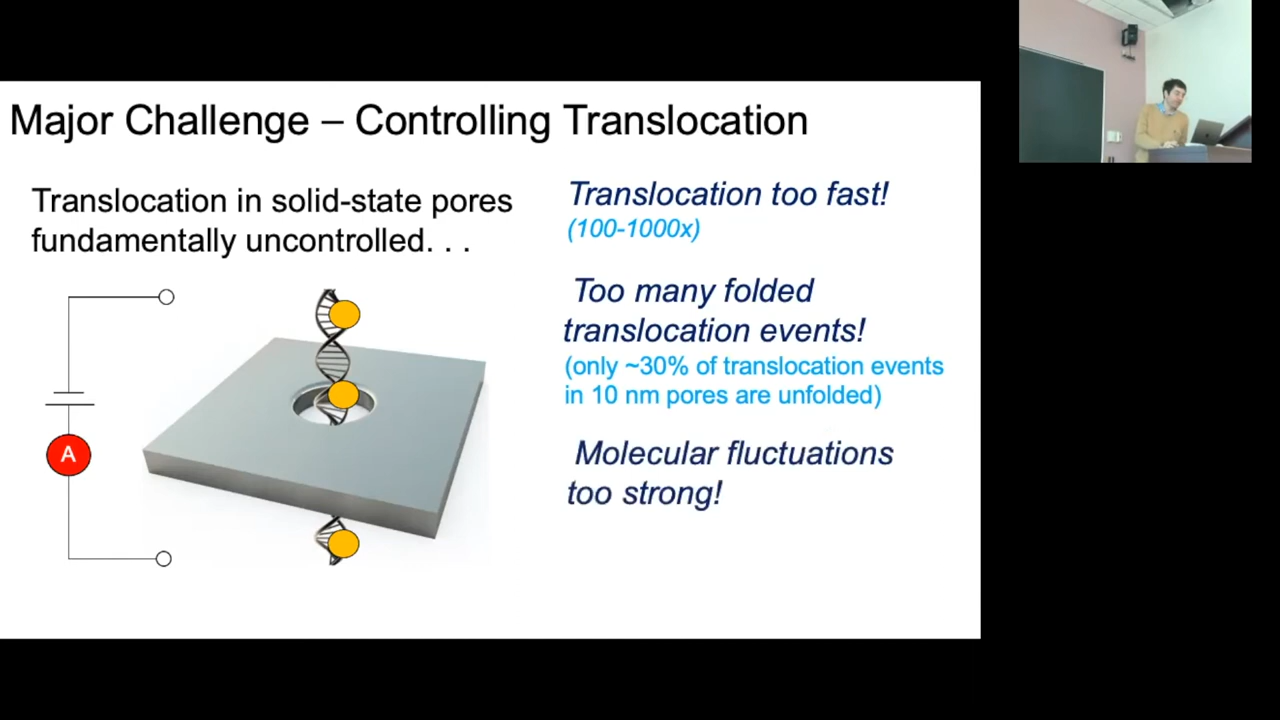 Major Challenge – Controlling Translocation
Translocation in solid-state pores
fundamentally uncontrolled. . .
A
Translocation too fast!
(100-1000x)
Too many folded
translocation events!
(only ~30% of translocation events
in 10 nm pores are unfolded)
Molecular fluctuations
too strong!